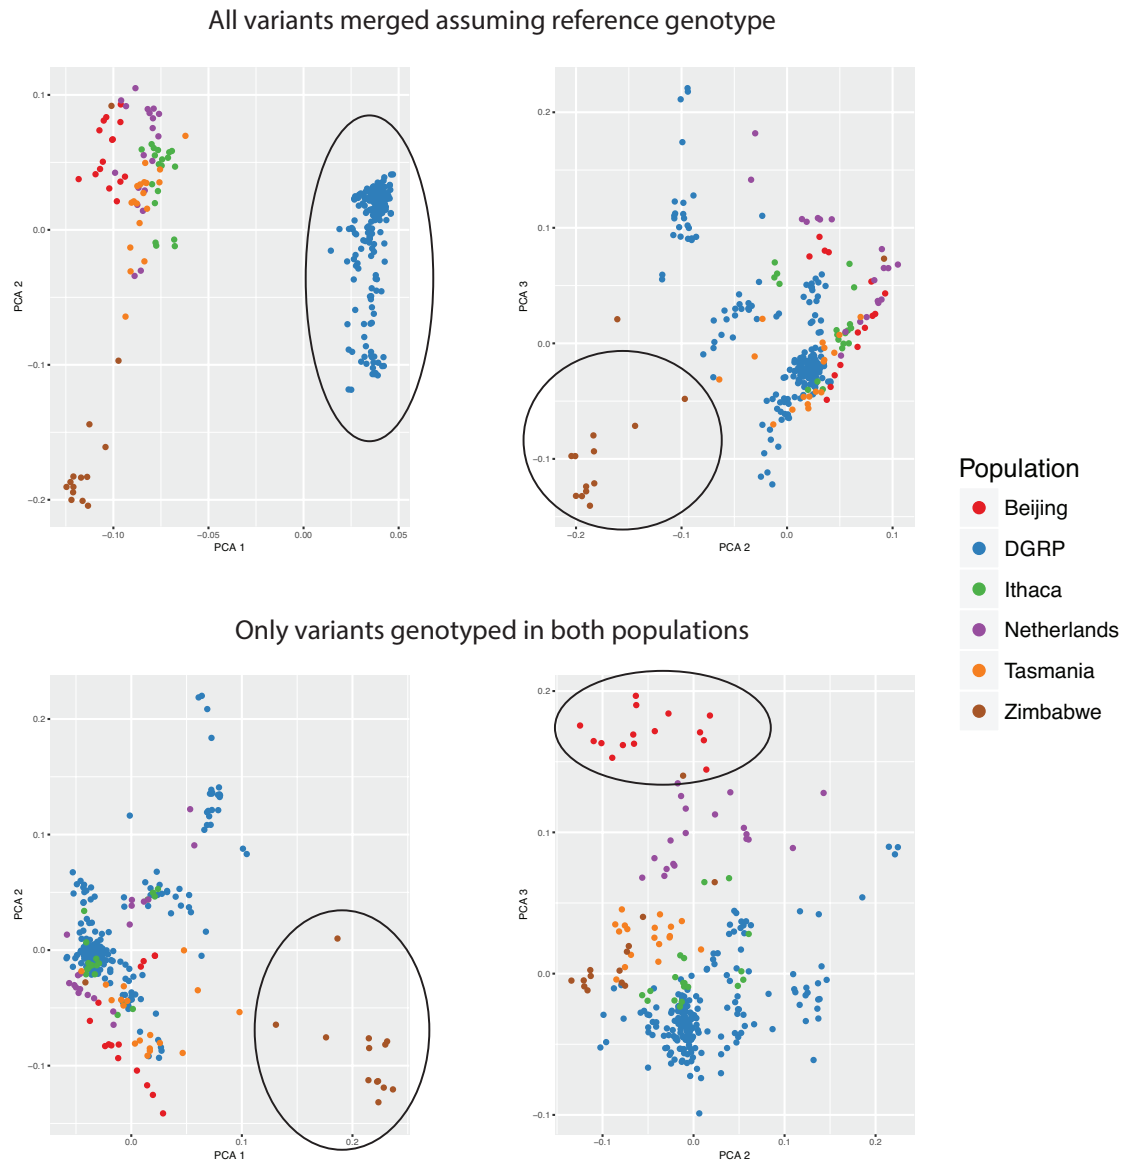 All variants merged assuming reference genotype
0.1
0.0
−0.1
−0.2
PCA 2
−0.10
−0.05
0.00
0.05
PCA 1
0.2
0.1
0.0
−0.1
PCA 3
−0.2
−0.1
0.0
0.1
PCA 2
Population
Beijing
DGRP
Ithaca
Netherlands
Tasmania
Zimbabwe
Only variants genotyped in both populations
0.2
0.1
0.0
−0.1
PCA 2
0.0
0.1
0.2
PCA 1
0.2
0.1
0.0
−0.1
PCA 3
−0.1
0.0
0.1
0.2
PCA 2